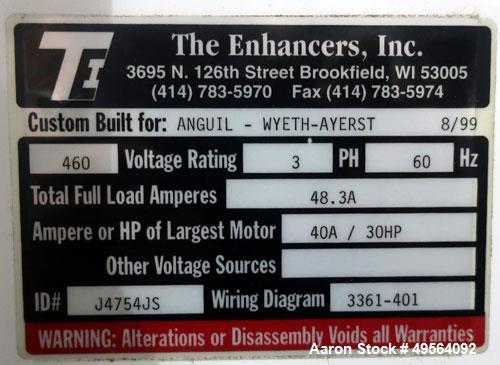 TI The Enhancers, Inc.
3695 N. 126th Street Brookfield, WI 53005
(414) 783-5970 Fax (414) 783-5974
Custom Built for: ANGUIL - WYETH-AYERST 8/99
460 Voltage Rating 3 PH 60 Hz
Total Full Load Amperes 48.3A
Ampere or HP of Largest Motor 40A / 30HP
Other Voltage Sources
ID# J4754JS Wiring Diagram 3361-401
WARNING: Alterations or Disassembly Voids all Warranties
Aaron Stock # 49564092